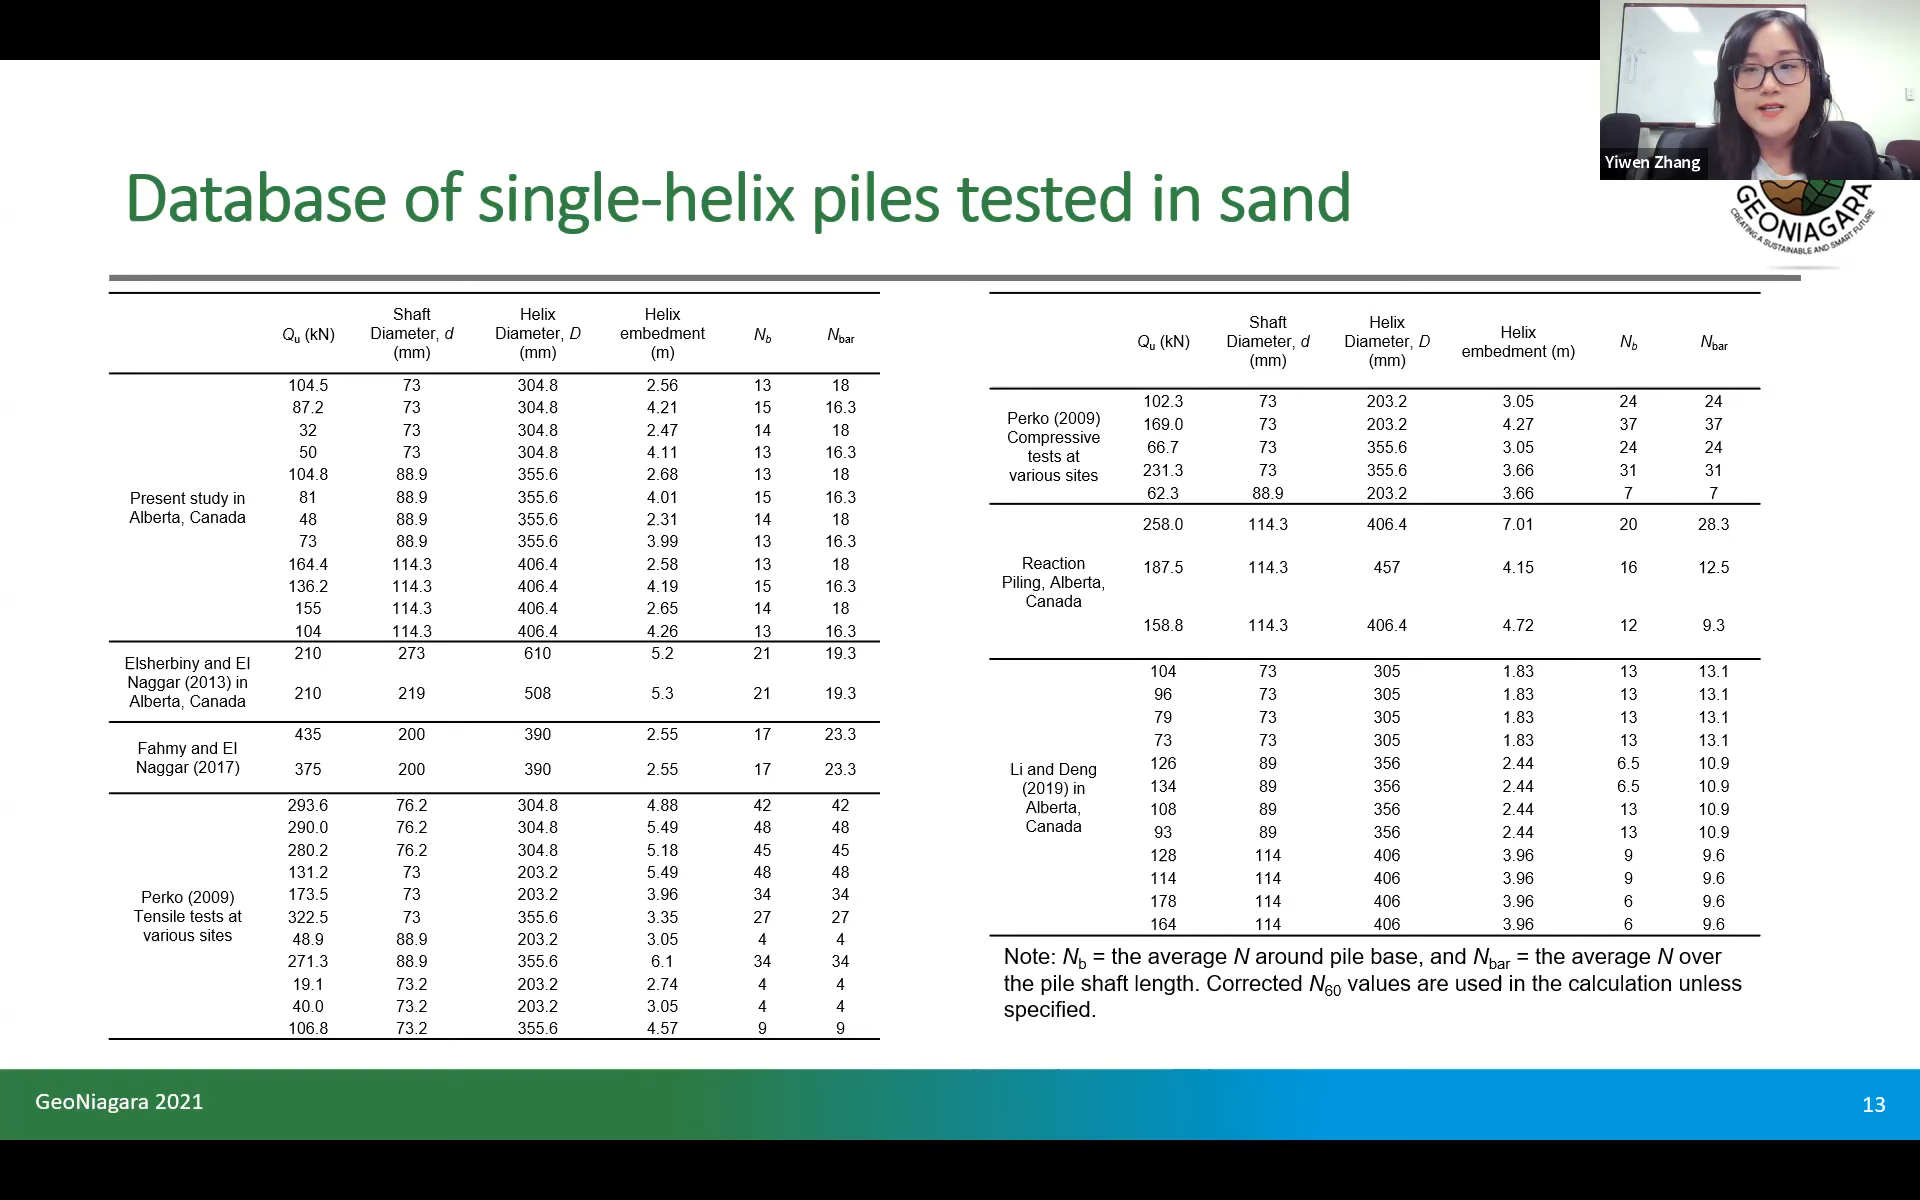 Yiwen Zhang
GEONIAGARA
CREATING A SUSTAINABLE AND SMART FUTURE
Database of single-helix piles tested in sand
Qu (kN) Shaft Diameter, d (mm) Helix Diameter, D (mm) Helix embedment (m) Nb Nbar
Present study in Alberta, Canada
104.5 73 304.8 2.56 13 18
87.2 73 304.8 4.21 15 16.3
32 73 304.8 2.47 14 18
50 73 304.8 4.11 13 16.3
104.8 88.9 355.6 2.68 13 18
81 88.9 355.6 4.01 15 16.3
48 88.9 355.6 2.31 14 18
73 88.9 355.6 3.99 13 16.3
164.4 114.3 406.4 2.58 13 18
136.2 114.3 406.4 4.19 15 16.3
155 114.3 406.4 2.65 14 18
104 114.3 406.4 4.26 13 16.3
Elsherbiny and El Naggar (2013) in Alberta, Canada
210 273 610 5.2 21 19.3
210 219 508 5.3 21 19.3
Fahmy and El Naggar (2017)
435 200 390 2.55 17 23.3
375 200 390 2.55 17 23.3
Perko (2009) Tensile tests at various sites
293.6 76.2 304.8 4.88 42 42
290.0 76.2 304.8 5.49 48 48
280.2 76.2 304.8 5.18 45 45
131.2 73 203.2 5.49 48 48
173.5 73 203.2 3.96 34 34
322.5 73 355.6 3.35 27 27
48.9 88.9 203.2 3.05 4 4
271.3 88.9 355.6 6.1 34 34
19.1 73.2 203.2 2.74 4 4
40.0 73.2 203.2 3.05 4 4
106.8 73.2 355.6 4.57 9 9
Qu (kN) Shaft Diameter, d (mm) Helix Diameter, D (mm) Helix embedment (m) Nb Nbar
Perko (2009) Compressive tests at various sites
102.3 73 203.2 3.05 24 24
169.0 73 203.2 4.27 37 37
66.7 73 355.6 3.05 24 24
231.3 73 355.6 3.66 31 31
62.3 88.9 203.2 3.66 7 7
Reaction Piling, Alberta, Canada
258.0 114.3 406.4 7.01 20 28.3
187.5 114.3 457 4.15 16 12.5
158.8 114.3 406.4 4.72 12 9.3
Li and Deng (2019) in Alberta, Canada
104 73 305 1.83 13 13.1
96 73 305 1.83 13 13.1
79 73 305 1.83 13 13.1
73 73 305 1.83 13 13.1
126 89 356 2.44 6.5 10.9
134 89 356 2.44 6.5 10.9
108 89 356 2.44 13 10.9
93 89 356 2.44 13 10.9
128 114 406 3.96 9 9.6
114 114 406 3.96 9 9.6
178 114 406 3.96 6 9.6
164 114 406 3.96 6 9.6
Note: Nb = the average N around pile base, and Nbar = the average N over
the pile shaft length. Corrected N60 values are used in the calculation unless
specified.
GeoNiagara 2021
13